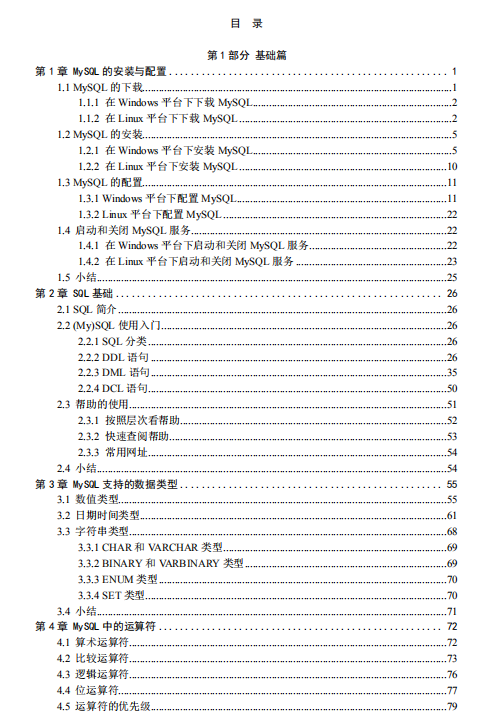 目 录
第1部分 基础篇
第 1 章 MySQL 的安装与配置 ................................................ 1
1.1 MySQL 的下载................................................1
1.1.1 在 Windows 平台下下载 MySQL................................................2
1.1.2 在 Linux 平台下下载 MySQL................................................2
1.2 MySQL 的安装................................................5
1.2.1 在 Windows 平台下安装 MySQL................................................5
1.2.2 在 Linux 平台下安装 MySQL................................................10
1.3 MySQL 的配置................................................11
1.3.1 Windows 平台下配置 MySQL................................................11
1.3.2 Linux 平台下配置 MySQL................................................22
1.4 启动和关闭 MySQL 服务................................................22
1.4.1 在 Windows 平台下启动和关闭 MySQL 服务................................................22
1.4.2 在 Linux 平台下启动和关闭 MySQL 服务................................................23
1.5 小结................................................25
第 2 章 SQL 基础 ................................................ 26
2.1 SQL 简介................................................26
2.2 (My)SQL 使用入门................................................26
2.2.1 SQL 分类................................................26
2.2.2 DDL 语句................................................26
2.2.3 DML 语句................................................35
2.2.4 DCL 语句................................................50
2.3 帮助的使用................................................51
2.3.1 按照层次看帮助................................................52
2.3.2 快速查阅帮助................................................53
2.3.3 常用网址................................................54
2.4 小结................................................54
第 3 章 MySQL 支持的数据类型 ................................................ 55
3.1 数值类型................................................55
3.2 日期时间类型................................................61
3.3 字符串类型................................................68
3.3.1 CHAR 和 VARCHAR 类型................................................69
3.3.2 BINARY 和 VARBINARY 类型................................................69
3.3.3 ENUM 类型................................................70
3.3.4 SET 类型................................................70
3.4 小结................................................71
第 4 章 MySQL 中的运算符 ................................................ 72
4.1 算术运算符................................................72
4.2 比较运算符................................................73
4.3 逻辑运算符................................................76
4.4 位运算符................................................77
4.5 运算符的优先级................................................79